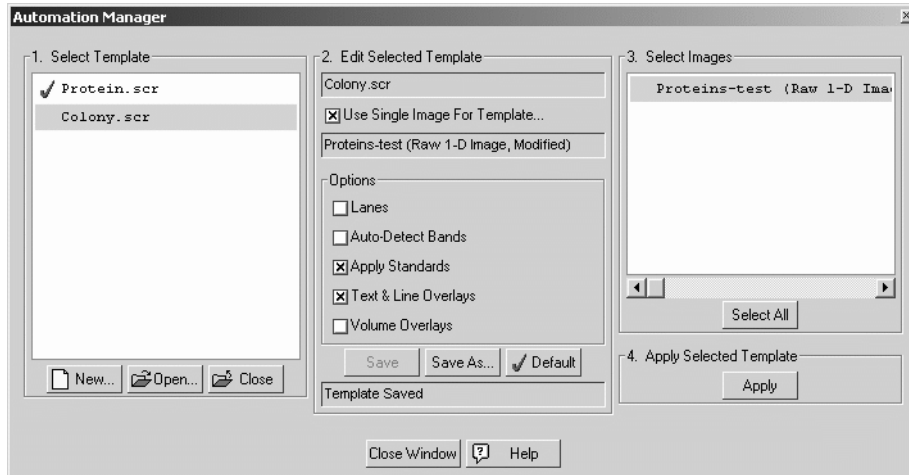 Automation Manager
1. Select Template
Protein.scr
Colony.scr
New...
Open...
Close
2. Edit Selected Template
Colony.scr
Use Single Image For Template...
Proteins-test (Raw 1-D Image, Modified)
Options
Lanes
Auto-Detect Bands
Apply Standards
Text & Line Overlays
Volume Overlays
Save
Save As...
Default
Template Saved
3. Select Images
Proteins-test (Raw 1-D Ima
Select All
4. Apply Selected Template
Apply
Close Window
Help